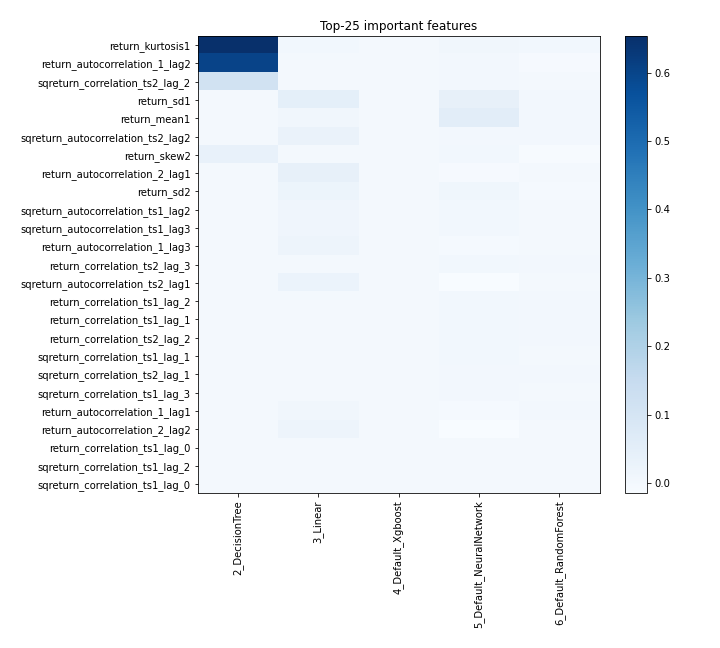 Top-25 important features
return_kurtosis1
return_autocorrelation_1_lag2
sqreturn_correlation_ts2_lag_2
return_sd1
return_mean1
sqreturn_autocorrelation_ts2_lag2
return_skew2
return_autocorrelation_2_lag1
return_sd2
sqreturn_autocorrelation_ts1_lag2
sqreturn_autocorrelation_ts1_lag3
return_autocorrelation_1_lag3
return_correlation_ts2_lag_3
sqreturn_autocorrelation_ts2_lag1
return_correlation_ts1_lag_2
return_correlation_ts1_lag_1
return_correlation_ts2_lag_2
sqreturn_correlation_ts1_lag_1
sqreturn_correlation_ts2_lag_1
sqreturn_correlation_ts1_lag_3
return_autocorrelation_1_lag1
return_autocorrelation_2_lag2
return_correlation_ts1_lag_0
sqreturn_correlation_ts1_lag_2
sqreturn_correlation_ts1_lag_0
2_DecisionTree
3_Linear
4_Default_Xgboost
5_Default_NeuralNetwork
6_Default_RandomForest
0.6
0.5
0.4
0.3
0.2
0.1
0.0